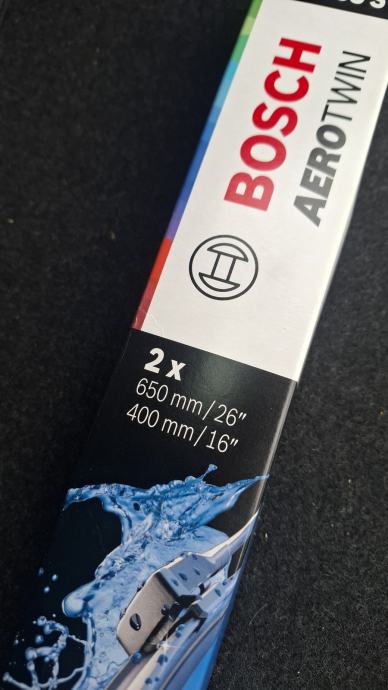 BOSCH
AEROTWIN
2 x
650 mm / 26"
400 mm / 16"